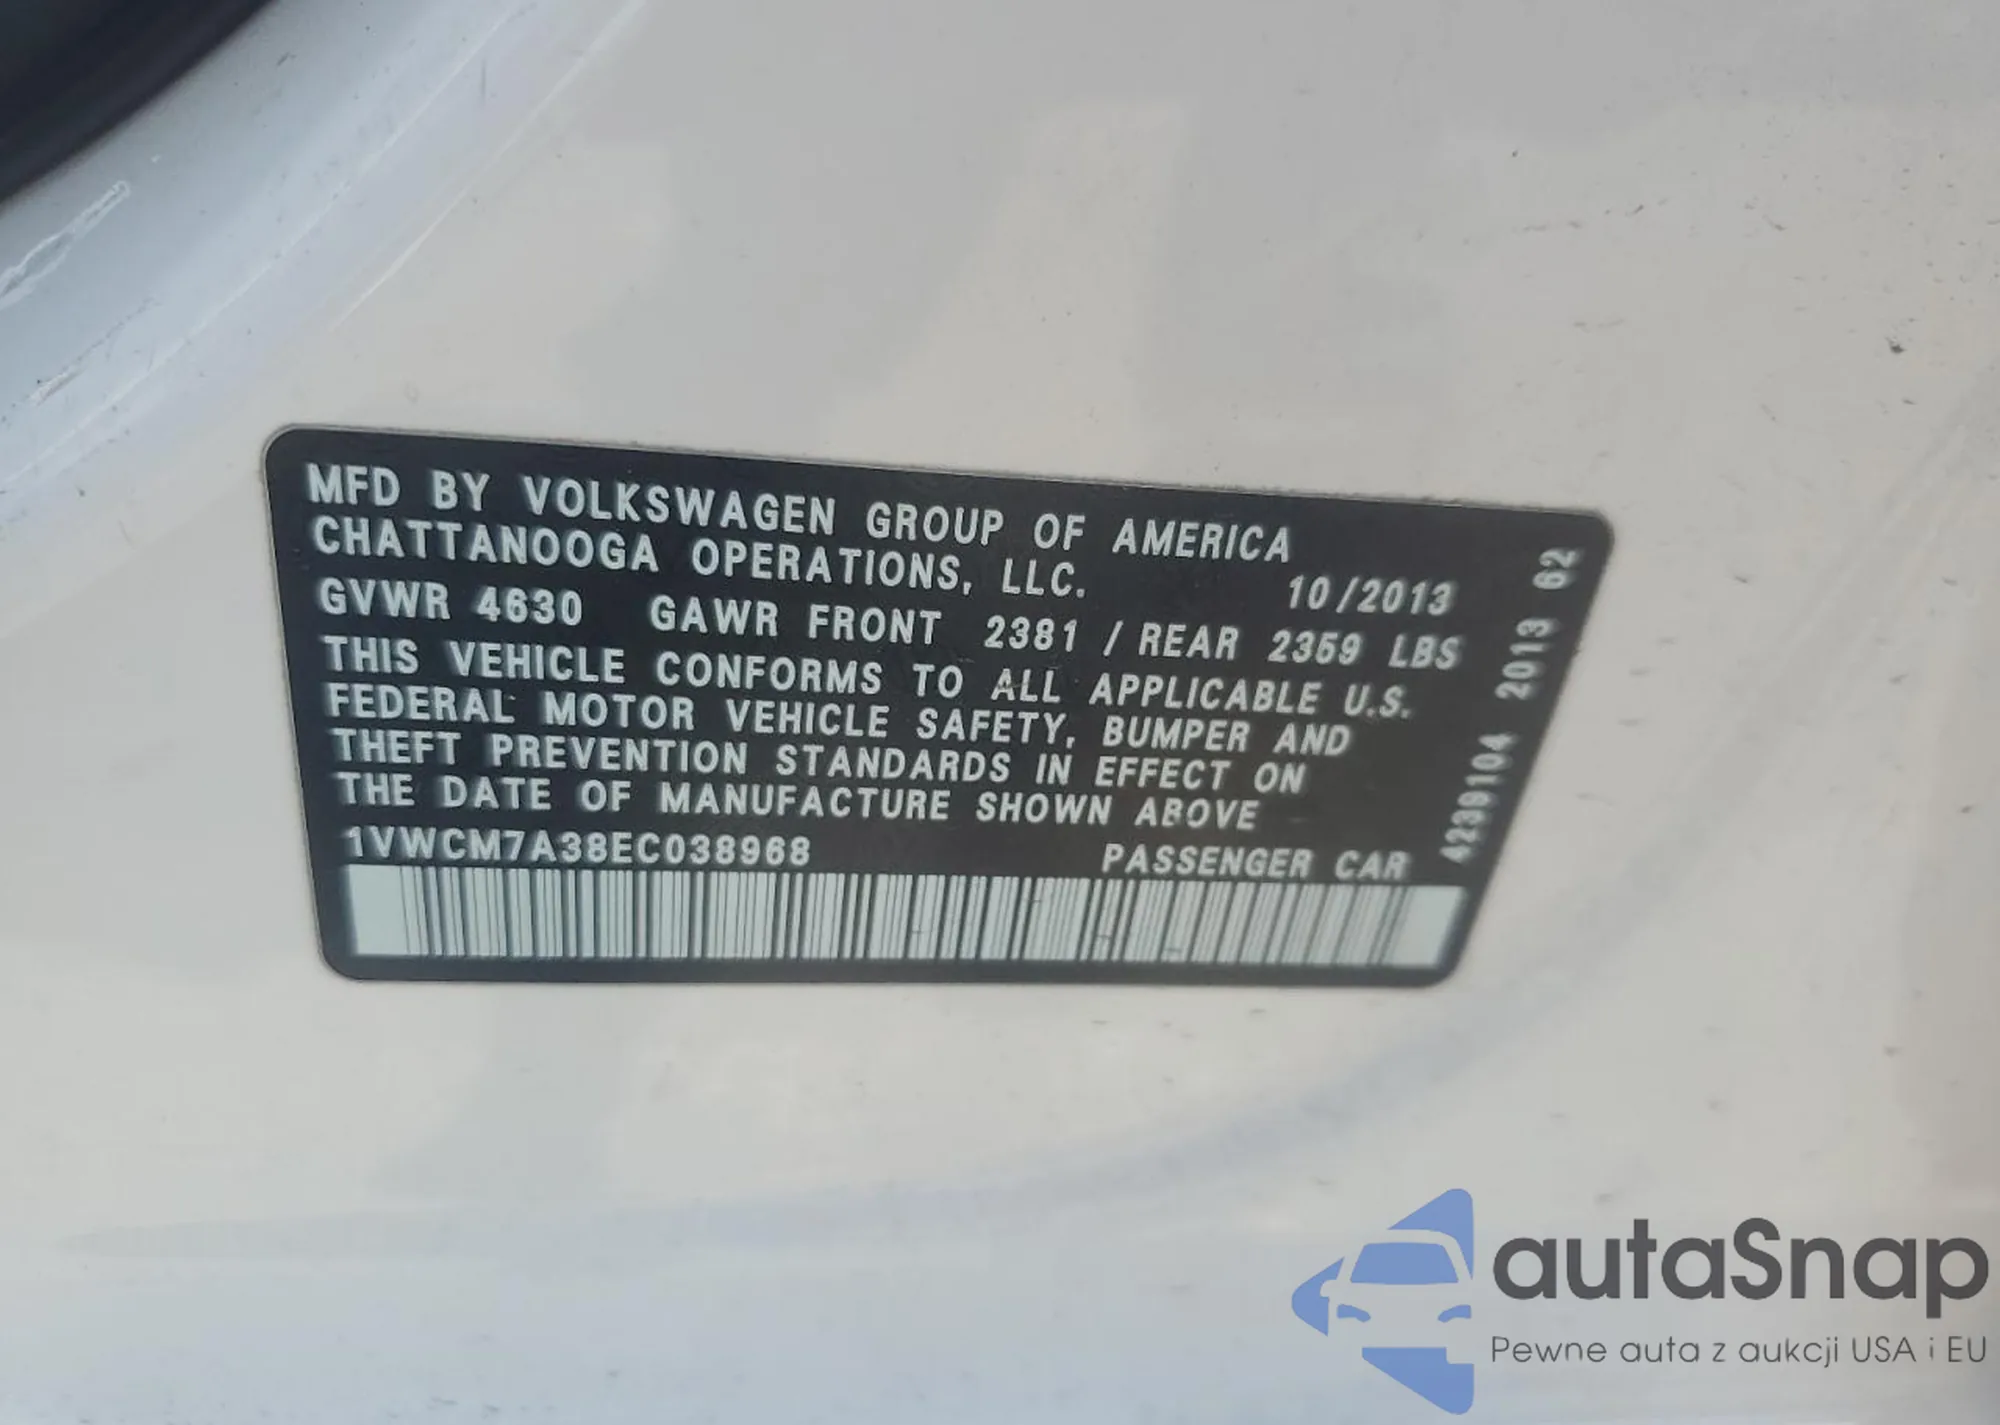 MFD BY VOLKSWAGEN GROUP OF AMERICA
CHATTANOOGA OPERATIONS, LLC.
10/2013
GVWR 4630 GAWR FRONT 2381 / REAR 2359 LBS
THIS VEHICLE CONFORMS TO ALL APPLICABLE U.S.
FEDERAL MOTOR VEHICLE SAFETY, BUMPER AND
THEFT PREVENTION STANDARDS IN EFFECT ON
THE DATE OF MANUFACTURE SHOWN ABOVE
1VWCM7A38EC038968 PASSENGER CAR
4239104 2013 62
autaSnap
Pewne auta z aukcji USA i EU